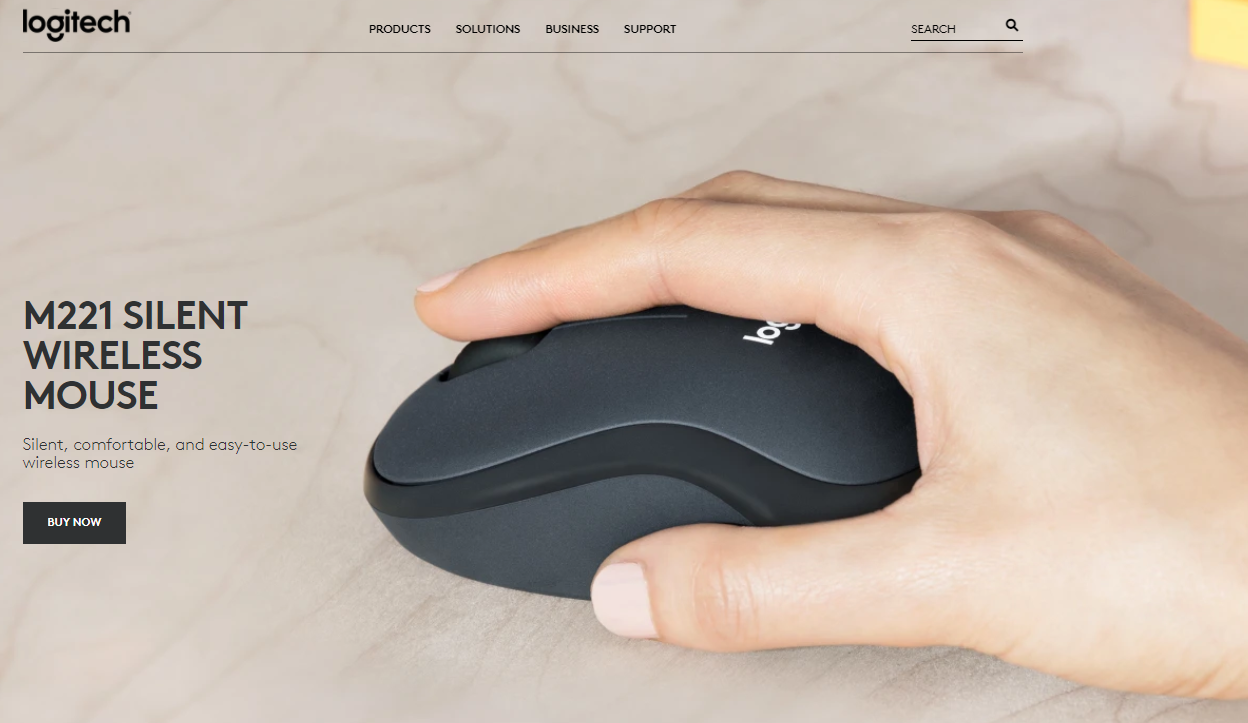 logitech
PRODUCTS SOLUTIONS BUSINESS SUPPORT
SEARCH
M221 SILENT
WIRELESS
MOUSE
Silent, comfortable, and easy-to-use
wireless mouse
BUY NOW